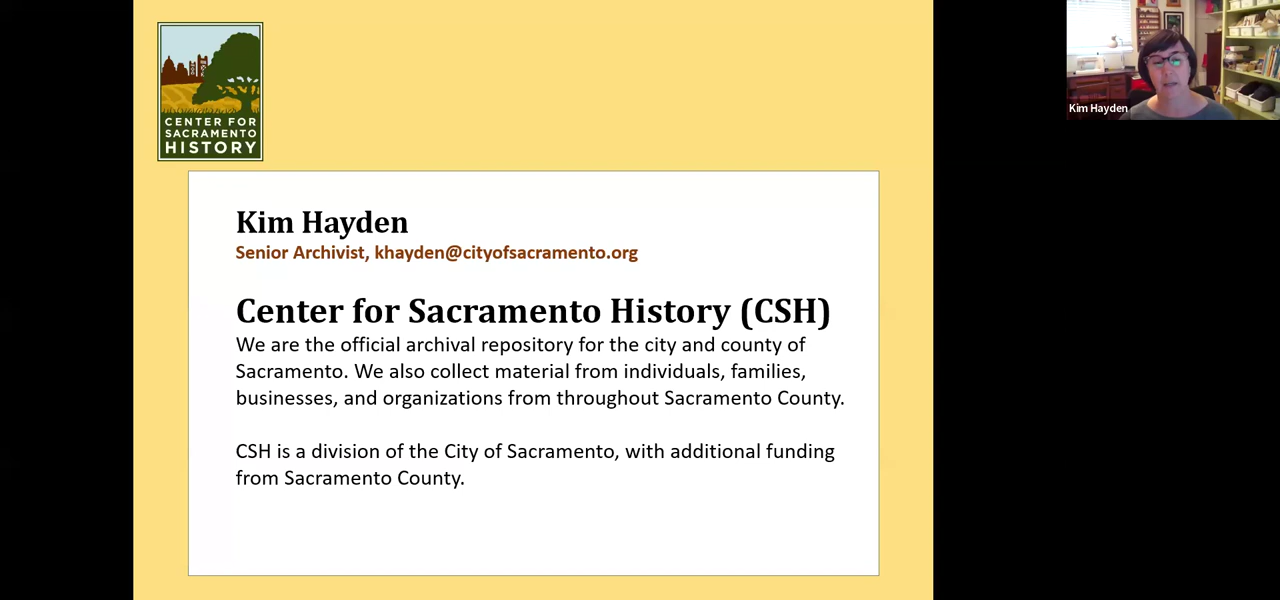 CENTER FOR
SACRAMENTO
HISTORY
Kim Hayden
Kim Hayden
Senior Archivist, khayden@cityofsacramento.org
Center for Sacramento History (CSH)
We are the official archival repository for the city and county of
Sacramento. We also collect material from individuals, families,
businesses, and organizations from throughout Sacramento County.
CSH is a division of the City of Sacramento, with additional funding
from Sacramento County.